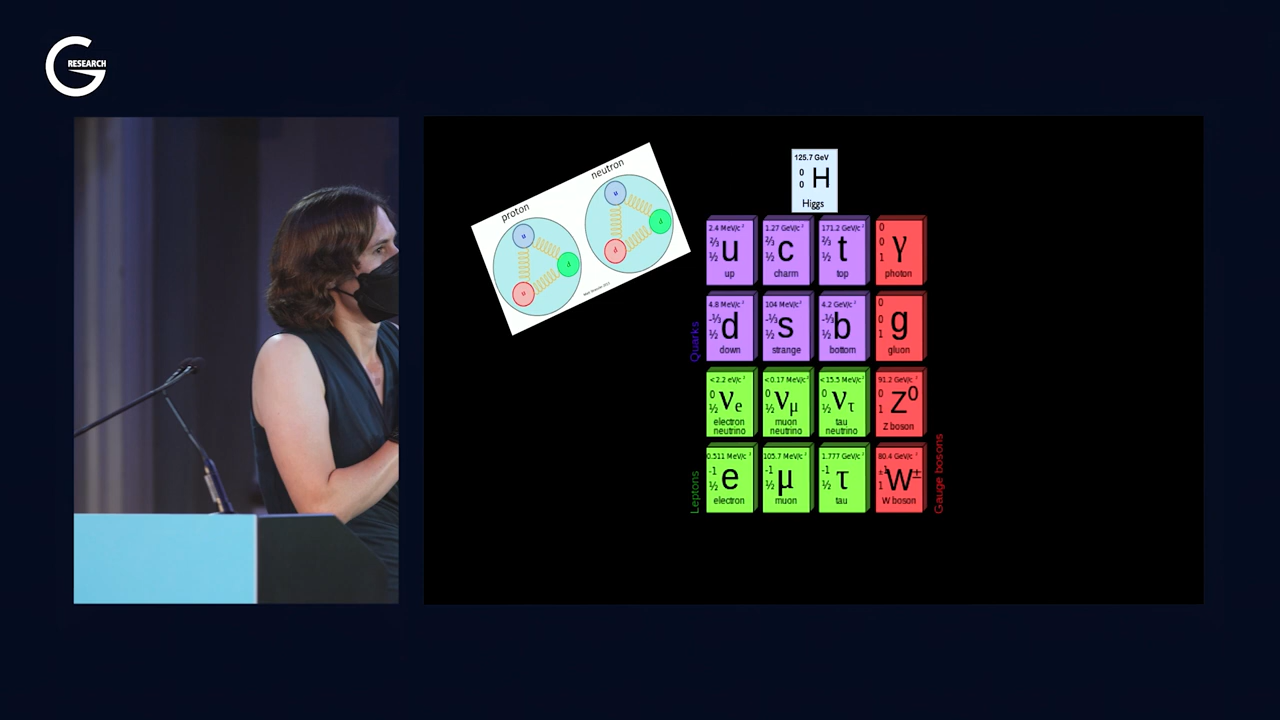 G
RESEARCH
proton
u
d
u
neutron
u
d
d
125.7 GeV
0
0
H
Higgs
Quarks
2.4 MeV/c²
⅔
½
u
up
1.27 GeV/c²
⅔
½
c
charm
171.2 GeV/c²
⅔
½
t
top
0
0
1
γ
photon
4.8 MeV/c²
-⅓
½
d
down
104 MeV/c²
-⅓
½
s
strange
4.2 GeV/c²
-⅓
½
b
bottom
0
0
1
g
gluon
Leptons
<2.2 eV/c²
0
½
νe
electron
neutrino
<0.17 MeV/c²
0
½
νμ
muon
neutrino
<15.5 MeV/c²
0
½
ντ
tau
neutrino
91.2 GeV/c²
0
1
Z⁰
Z boson
0.511 MeV/c²
-1
½
e
electron
105.7 MeV/c²
-1
½
μ
muon
1.777 GeV/c²
-1
½
τ
tau
80.4 GeV/c²
±1
1
W±
W boson
Gauge bosons